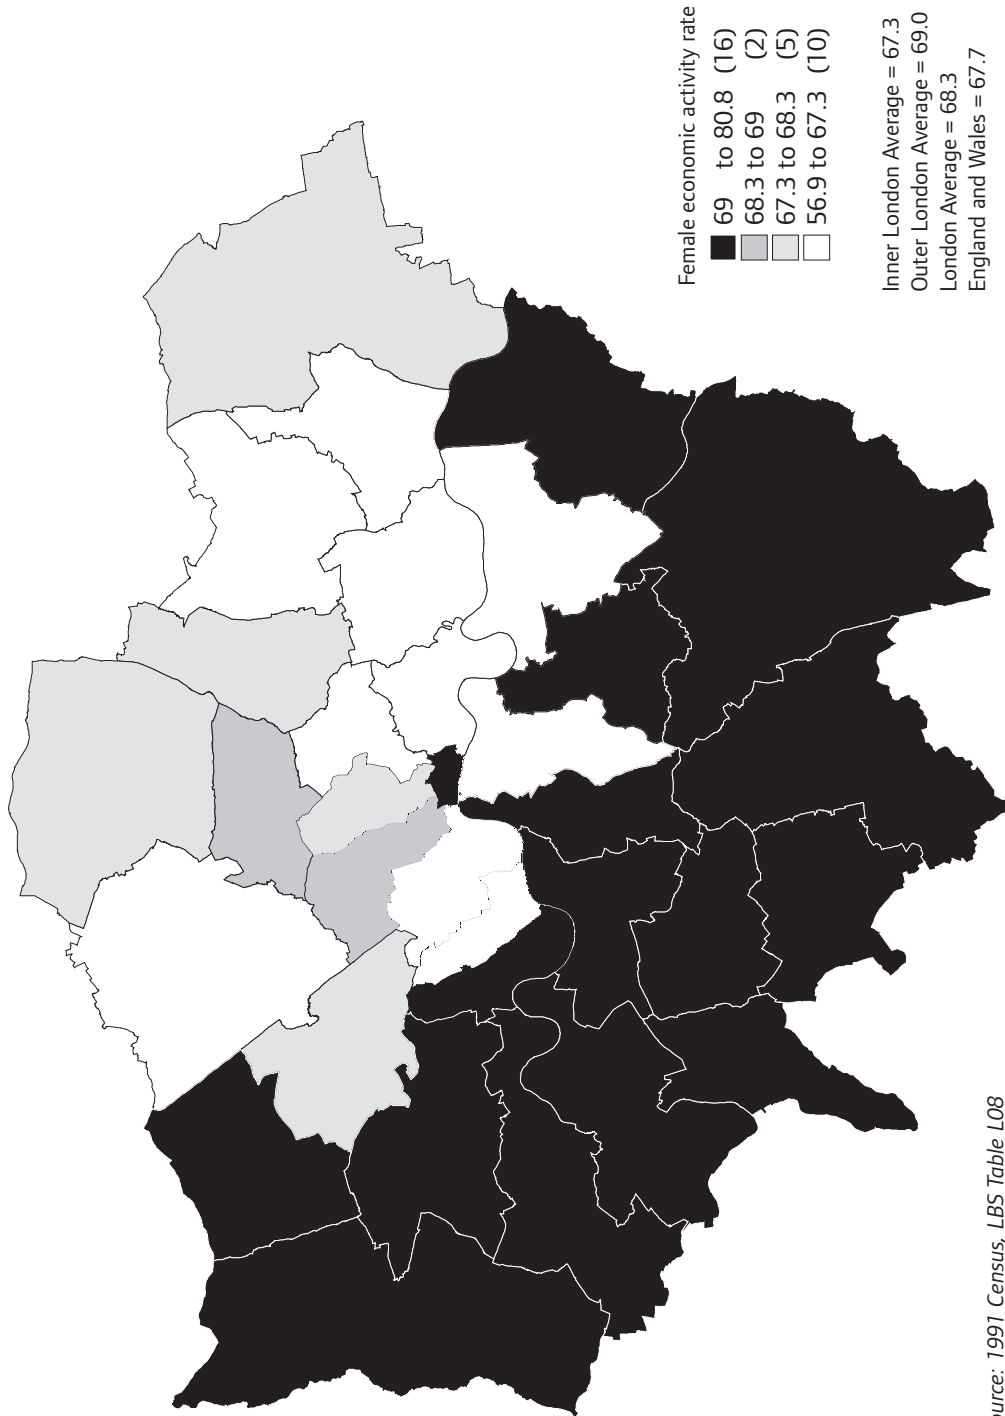 Female economic activity rate
69 to 80.8 (16)
68.3 to 69 (2)
67.3 to 68.3 (5)
56.9 to 67.3 (10)
Inner London Average = 67.3
Outer London Average = 69.0
London Average = 68.3
England and Wales = 67.7
ource: 1991 Census, LBS Table L08